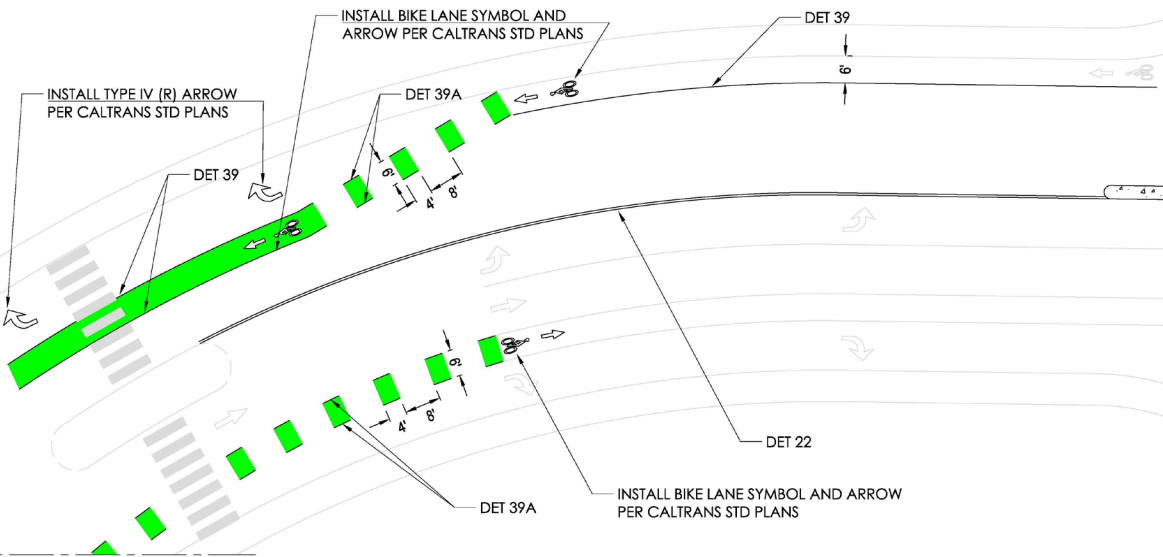 INSTALL BIKE LANE SYMBOL AND
ARROW PER CALTRANS STD PLANS
DET 39
6'
INSTALL TYPE IV (R) ARROW
PER CALTRANS STD PLANS
DET 39A
DET 39
6'
4'
8'
6'
4'
8'
DET 22
DET 39A
INSTALL BIKE LANE SYMBOL AND ARROW
PER CALTRANS STD PLANS